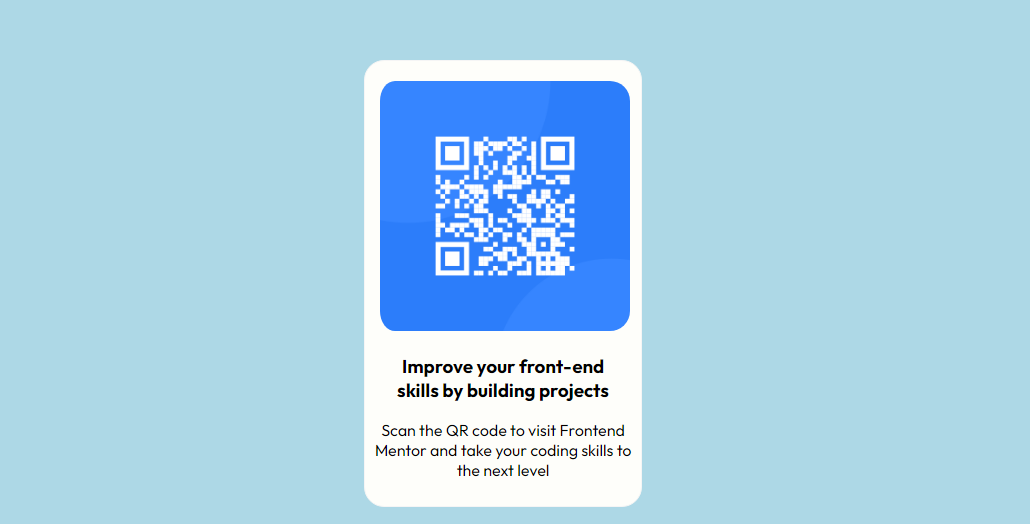 Improve your front-end
skills by building projects
Scan the QR code to visit Frontend
Mentor and take your coding skills to
the next level